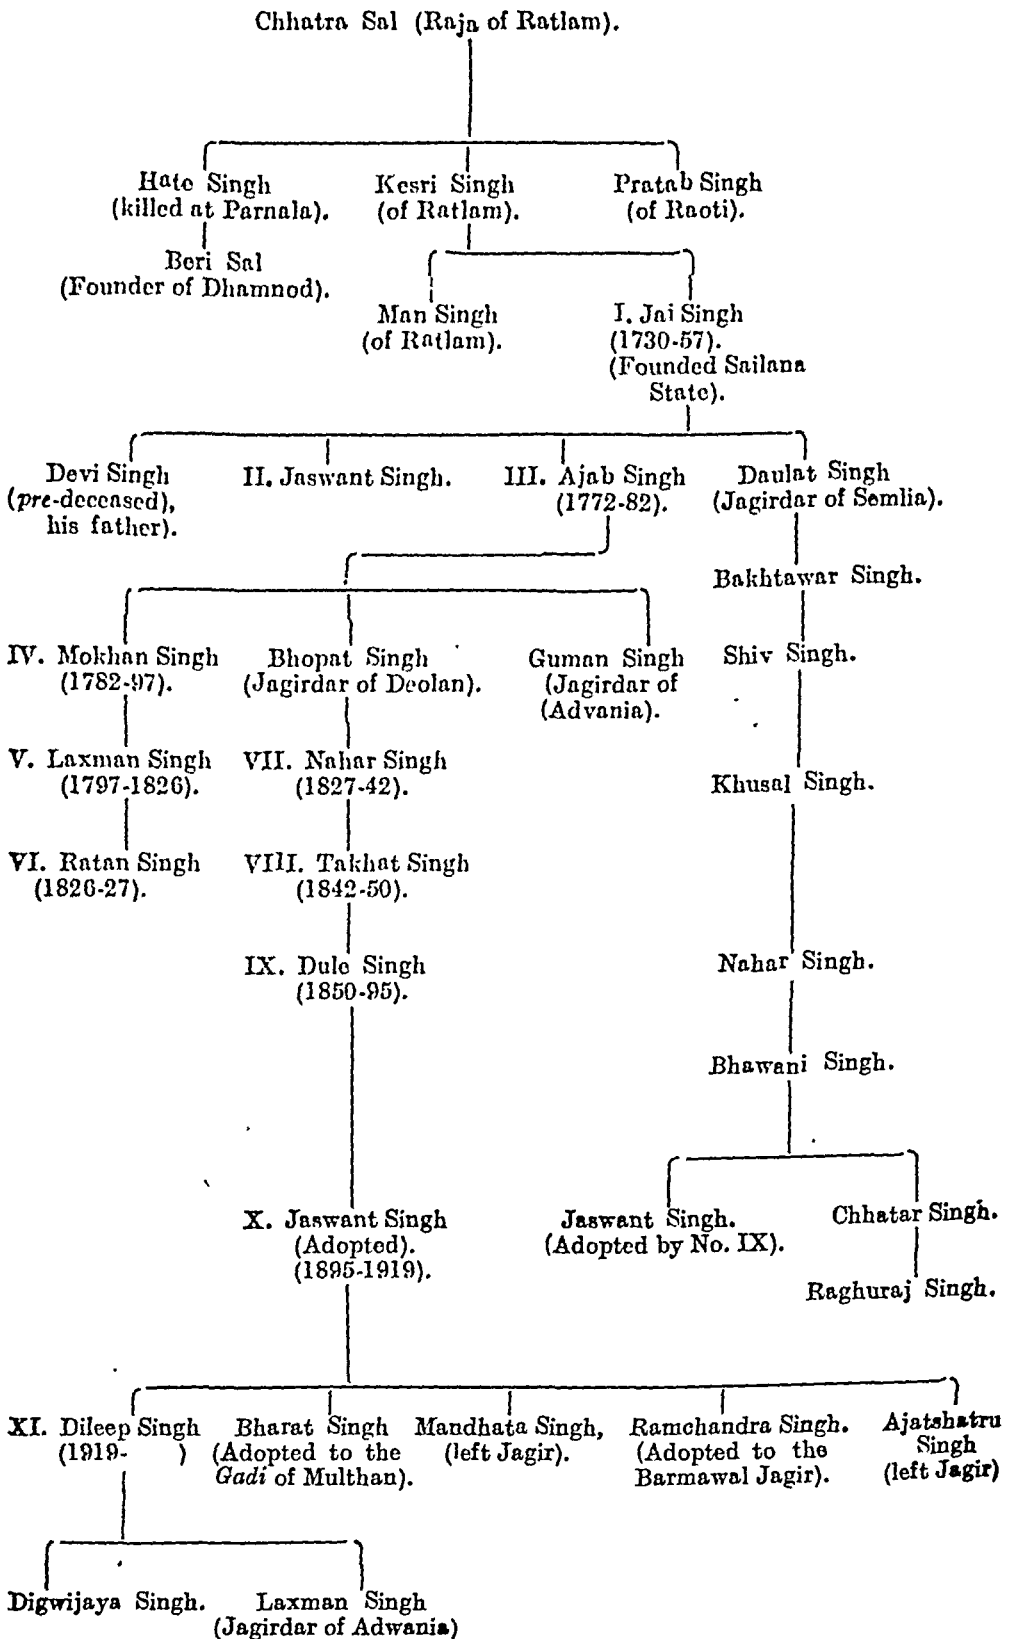 Chhatra Sal (Raja of Ratlam).
Hate Singh
(killed at Parnala).
Kesri Singh
(of Ratlam).
Pratab Singh
(of Raoti).
Beri Sal
(Founder of Dhamnod).
Man Singh
(of Ratlam).
I. Jai Singh
(1730-57).
(Founded Sailana
State).
Devi Singh
(pre-deceased),
his father).
II. Jaswant Singh.
III. Ajab Singh
(1772-82).
Daulat Singh
(Jagirdar of Semlia).
Bakhtawar Singh.
IV. Mokhan Singh
(1782-97).
Bhopat Singh
(Jagirdar of Deolan).
Guman Singh
(Jagirdar of
(Advania).
Shiv Singh.
V. Laxman Singh
(1797-1826).
VII. Nahar Singh
(1827-42).
Khusal Singh.
VI. Ratan Singh
(1826-27).
VIII. Takhat Singh
(1842-50).
IX. Dule Singh
(1850-95).
Nahar Singh.
Bhawani Singh.
X. Jaswant Singh
(Adopted).
(1895-1919).
Jaswant Singh.
(Adopted by No. IX).
Chhatar Singh.
Raghuraj Singh.
XI. Dileep Singh
(1919- )
Bharat Singh
(Adopted to the
Gadi of Multhan).
Mandhata Singh,
(left Jagir).
Ramchandra Singh.
(Adopted to the
Barmawal Jagir).
Ajatshatru
Singh
(left Jagir)
Digwijaya Singh.
Laxman Singh
(Jagirdar of Adwania)